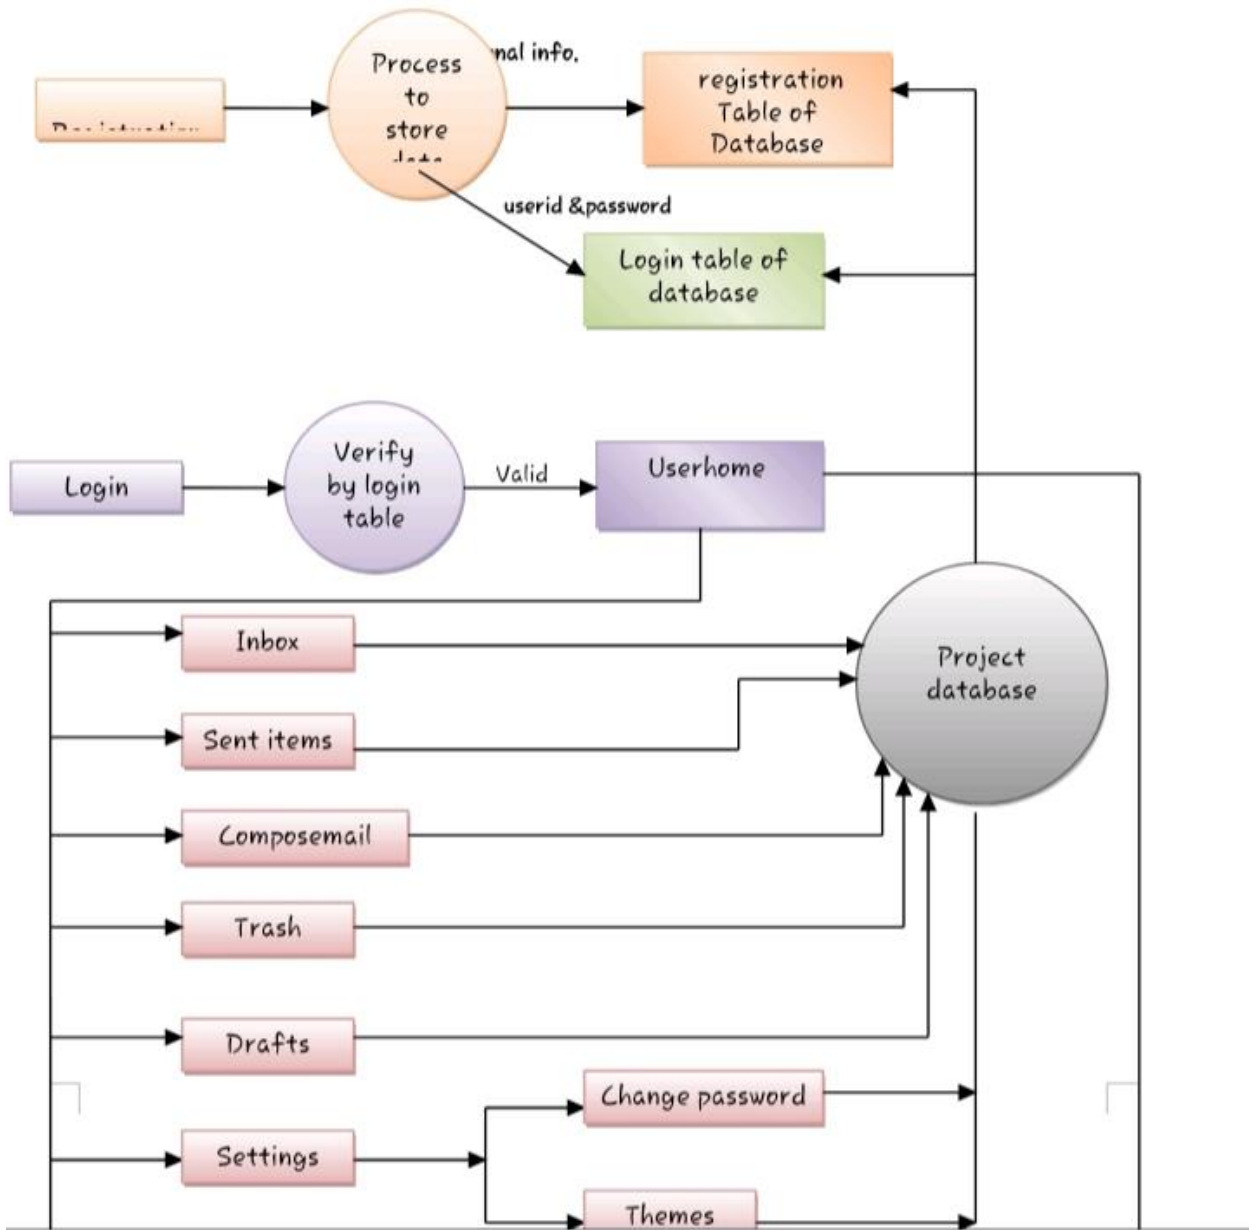 Process
to
store
nal info.
registration
Table of
Database
userid &password
Login table of
database
Login
Verify
by login
table
Valid
Userhome
Inbox
Project
database
Sent items
Composemail
Trash
Drafts
Change password
Settings
Themes